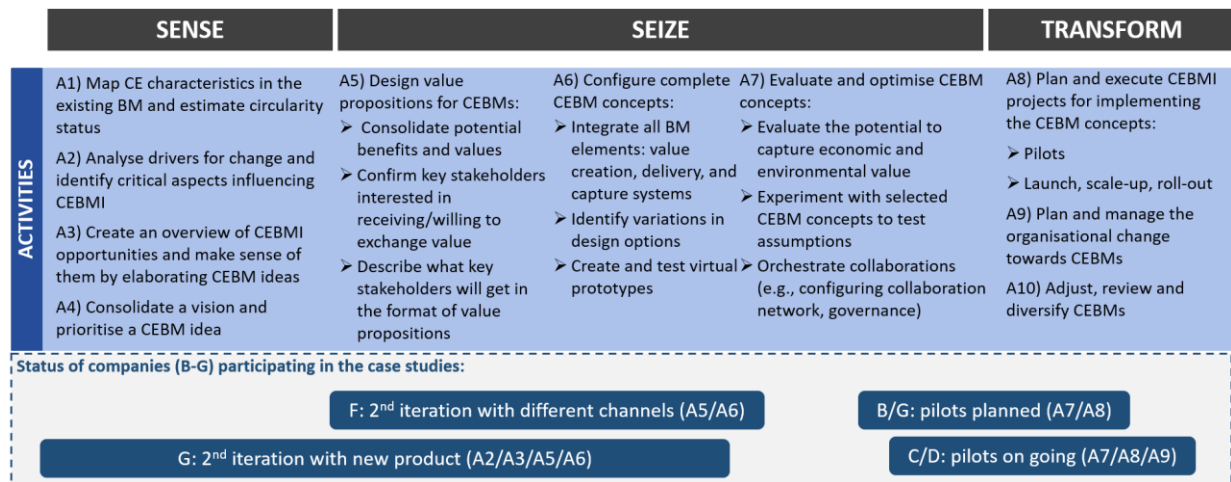 SENSE
SEIZE
TRANSFORM
ACTIVITIES
A1) Map CE characteristics in the
existing BM and estimate circularity
status
A2) Analyse drivers for change and
identify critical aspects influencing
CEBMI
A3) Create an overview of CEBMI
opportunities and make sense of
them by elaborating CEBM ideas
A4) Consolidate a vision and
prioritise a CEBM idea
A5) Design value
propositions for CEBMs:
➤ Consolidate potential
benefits and values
➤ Confirm key stakeholders
interested in
receiving/willing to
exchange value
➤ Describe what key
stakeholders will get in
the format of value
propositions
A6) Configure complete
CEBM concepts:
➤ Integrate all BM
elements: value
creation, delivery, and
capture systems
➤ Identify variations in
design options
➤ Create and test virtual
prototypes
A7) Evaluate and optimise CEBM
concepts:
➤ Evaluate the potential to
capture economic and
environmental value
➤ Experiment with selected
CEBM concepts to test
assumptions
➤ Orchestrate collaborations
(e.g., configuring collaboration
network, governance)
A8) Plan and execute CEBMI
projects for implementing
the CEBM concepts:
➤ Pilots
➤ Launch, scale-up, roll-out
A9) Plan and manage the
organisational change
towards CEBMs
A10) Adjust, review and
diversify CEBMs
Status of companies (B-G) participating in the case studies:
F: 2nd iteration with different channels (A5/A6)
B/G: pilots planned (A7/A8)
G: 2nd iteration with new product (A2/A3/A5/A6)
C/D: pilots on going (A7/A8/A9)